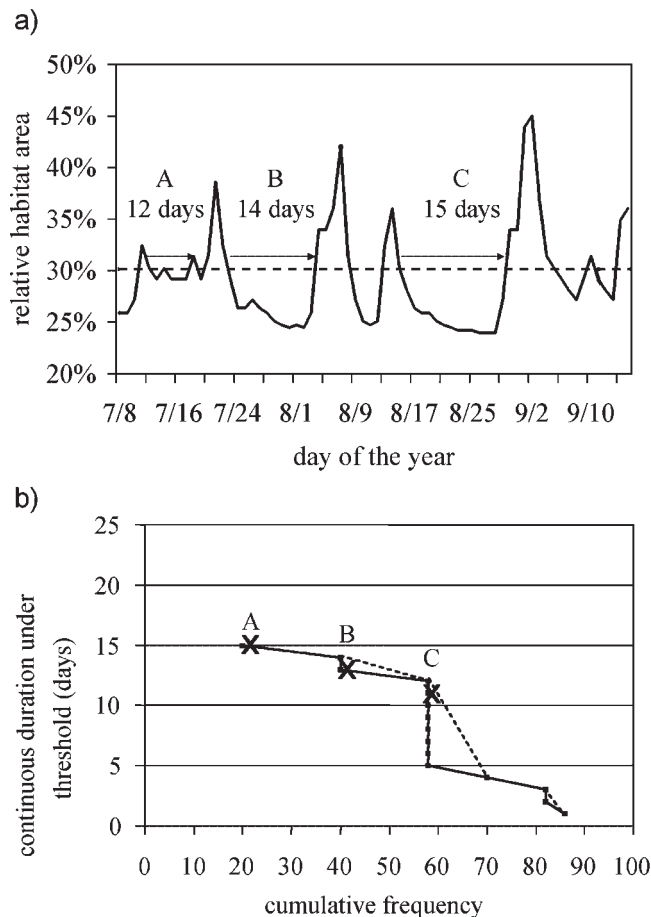 a)
relative habitat area
50%
45%
40%
35%
30%
25%
20%
A
12 days
B
14 days
C
15 days
7/8 7/16 7/24 8/1 8/9 8/17 8/25 9/2 9/10
day of the year
b)
continuous duration under
threshold (days)
25
20
15
10
5
0
A
B
C
0 10 20 30 40 50 60 70 80 90 100
cumulative frequency